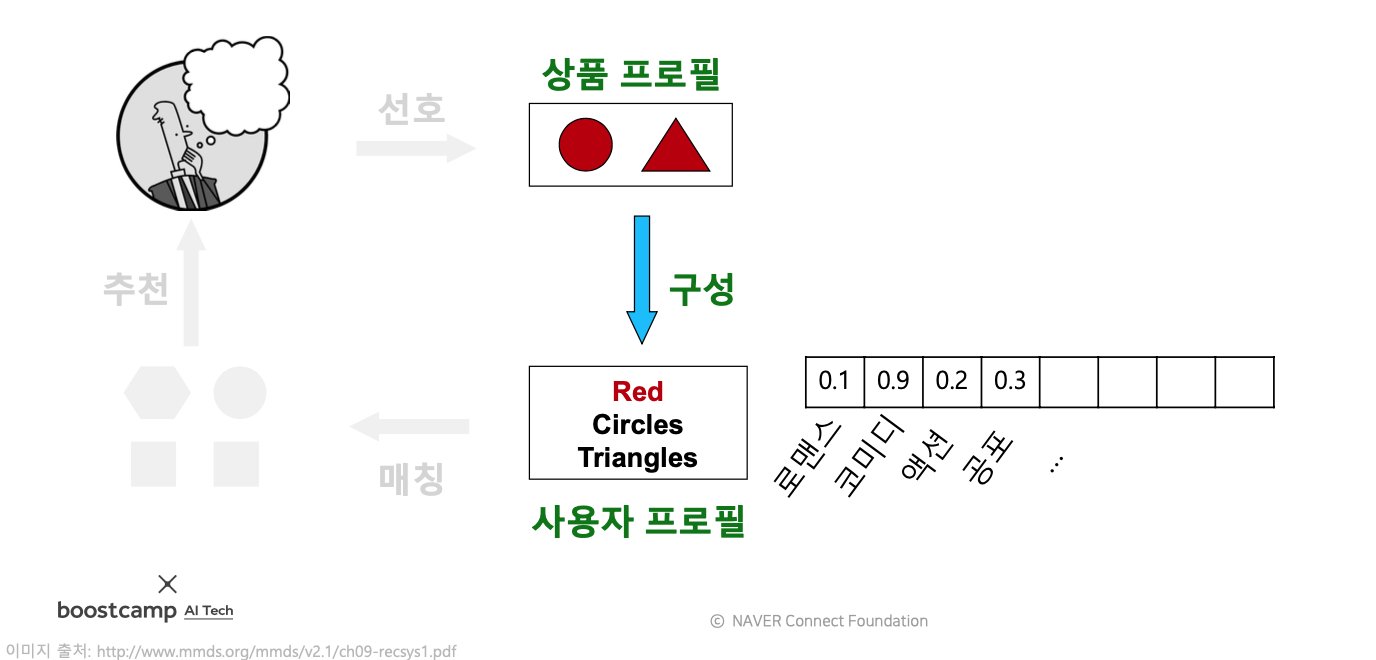 상품 프로필
선호
추천
구성
Red
Circles
Triangles
0.1 0.9 0.2 0.3
로맨스 코미디 액션 공포 ...
매칭
사용자 프로필
boostcamp AI Tech
© NAVER Connect Foundation
이미지 출처: http://www.mmds.org/mmds/v2.1/ch09-recsys1.pdf